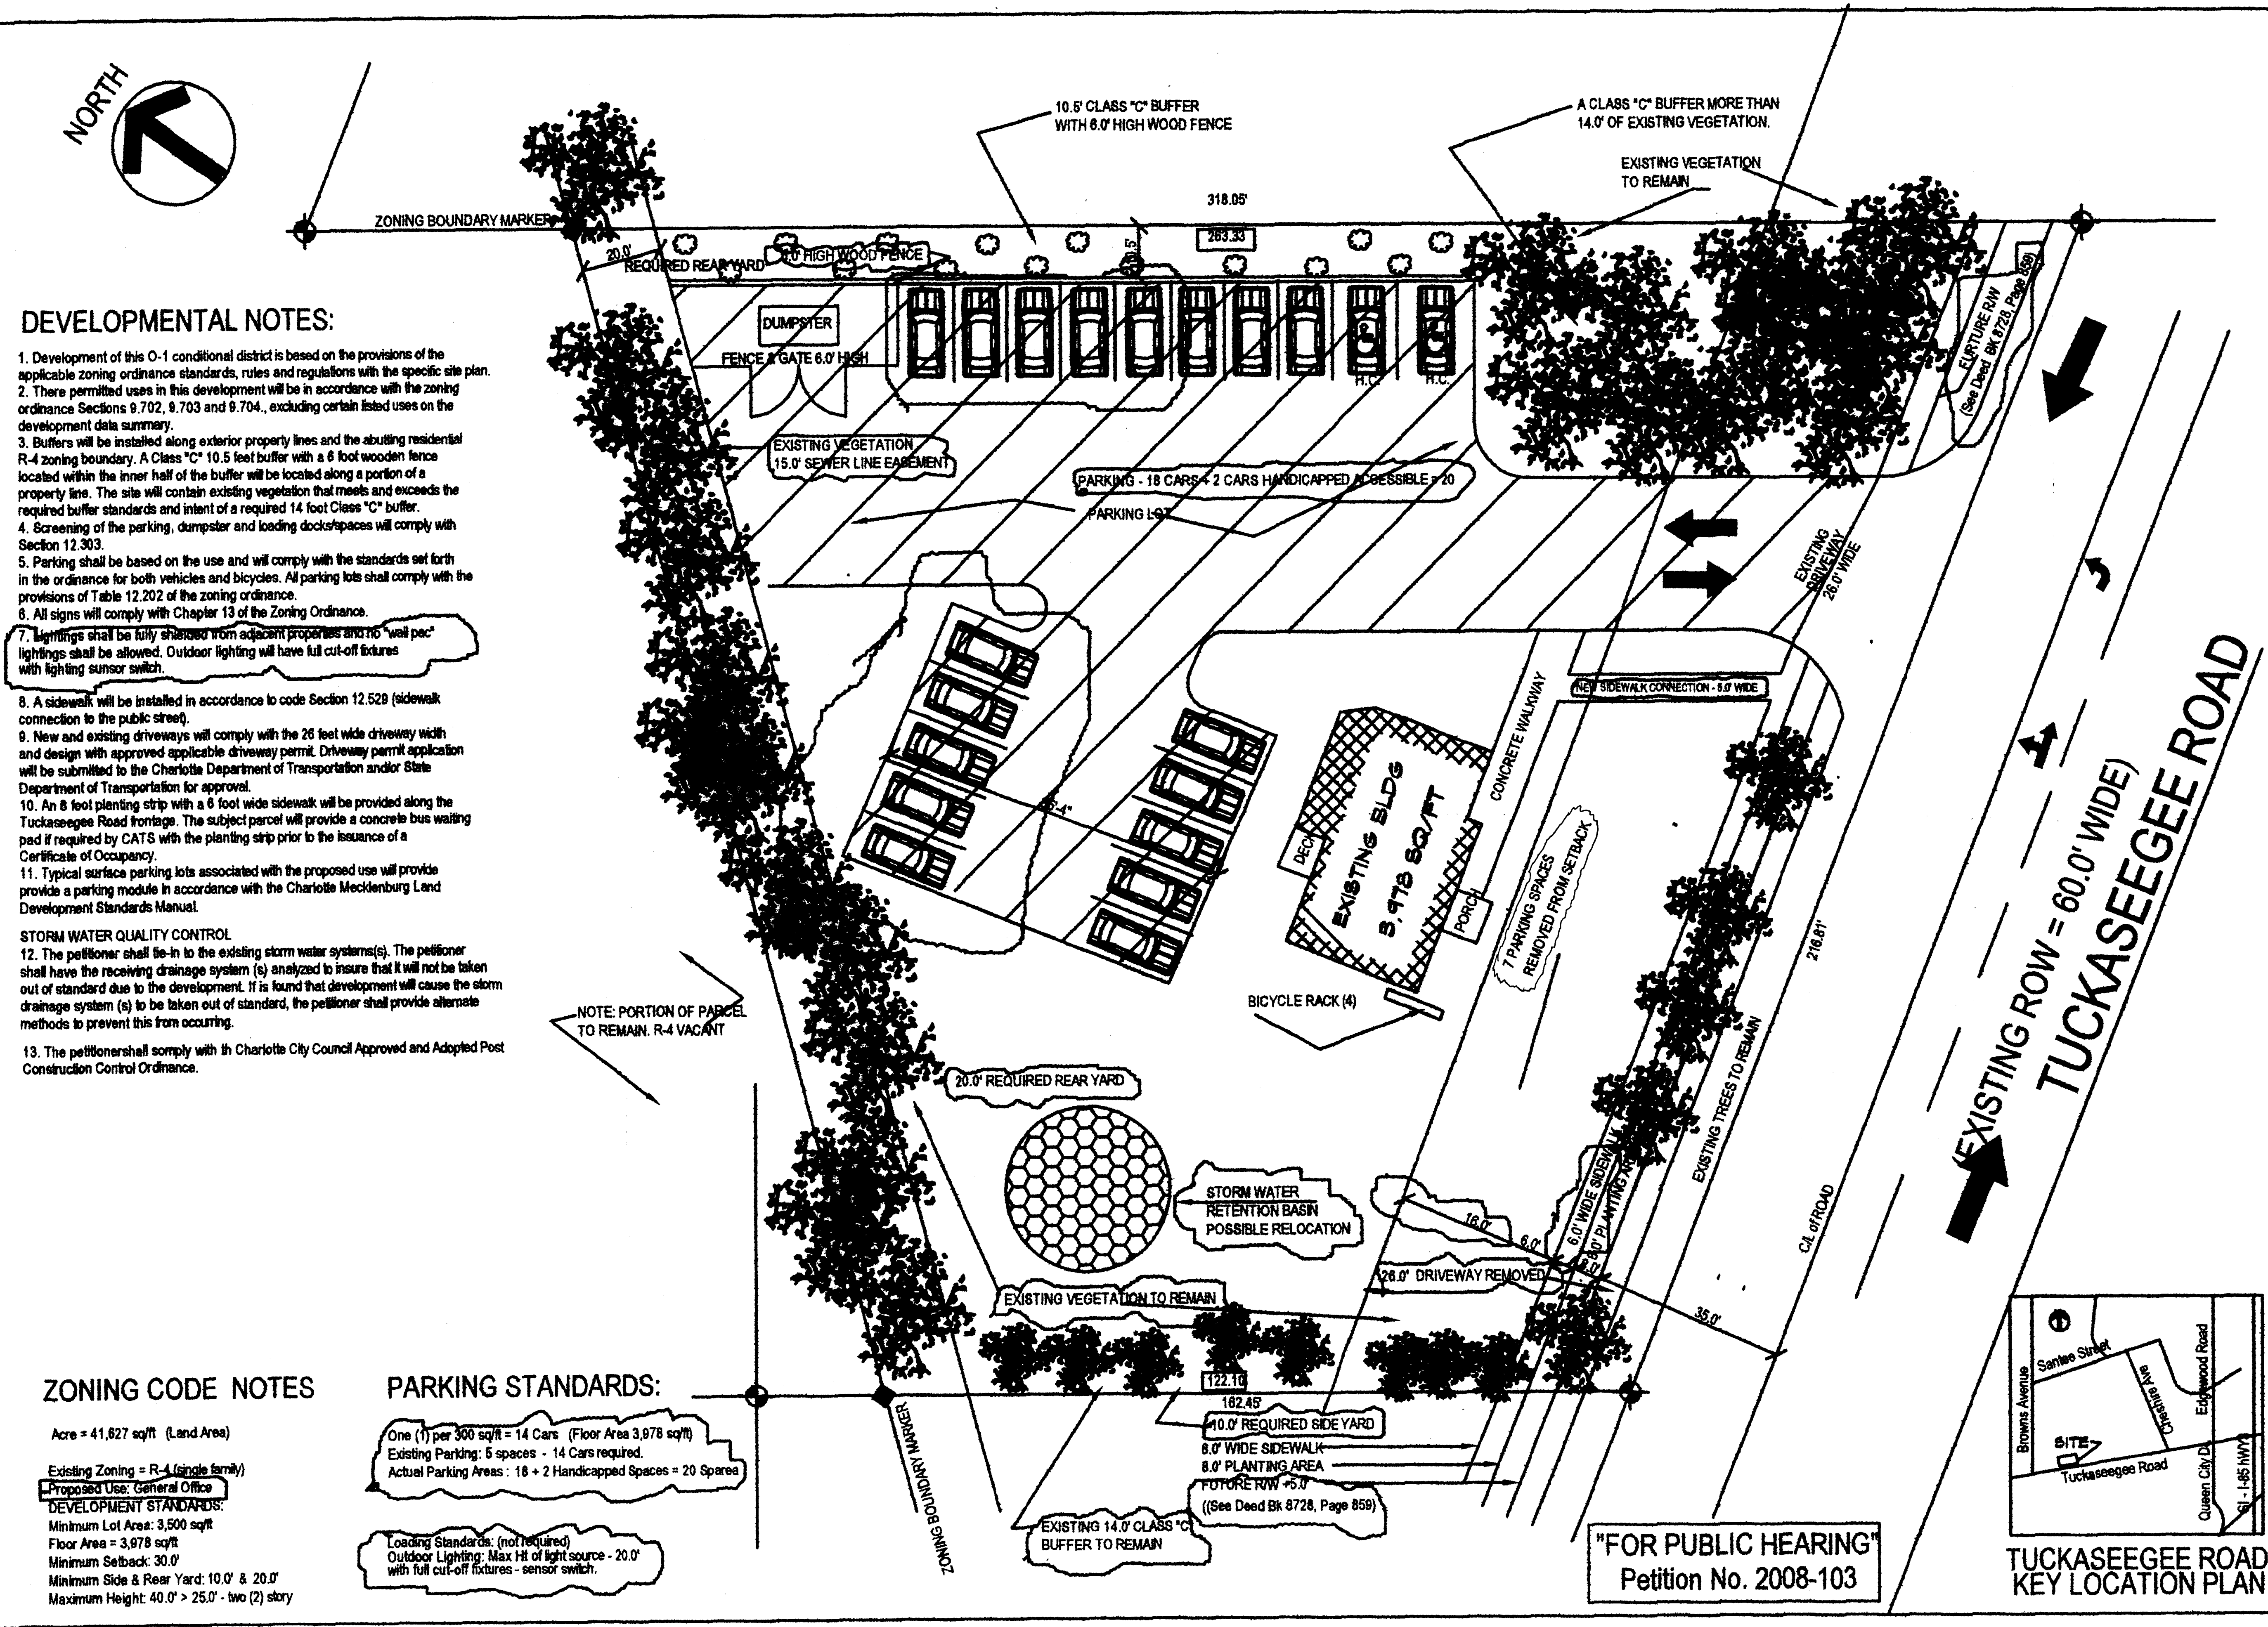 NORTH
10.5' CLASS "C" BUFFER
WITH 6.0' HIGH WOOD FENCE
A CLASS "C" BUFFER MORE THAN
14.0' OF EXISTING VEGETATION.
EXISTING VEGETATION
TO REMAIN
318.05'
ZONING BOUNDARY MARKER
263.33
20.0'
REQUIRED REAR YARD
HIGH WOOD FENCE
FURTURE R/W
(See Deed BK 8728, Page 859)
DUMPSTER
FENCE & GATE 6.0' HIGH
H.C.
H.C.
EXISTING VEGETATION
15.0' SEWER LINE EASEMENT
PARKING - 18 CARS + 2 CARS HANDICAPPED ACSESSIBLE = 20
PARKING LOT
EXISTING
DRIVEWAY
26.0' WIDE
DEVELOPMENTAL NOTES:
1. Development of this O-1 conditional district is based on the provisions of the
applicable zoning ordinance standards, rules and regulations with the specific site plan.
2. There permitted uses in this development will be in accordance with the zoning
ordinance Sections 9.702, 9.703 and 9.704., excluding certain listed uses on the
development data summary.
3. Buffers will be installed along exterior property lines and the abutting residential
R-4 zoning boundary. A Class "C" 10.5 feet buffer with a 6 foot wooden fence
located within the inner half of the buffer will be located along a portion of a
property line. The site will contain existing vegetation that meets and exceeds the
required buffer standards and intent of a required 14 foot Class "C" buffer.
4. Screening of the parking, dumpster and loading docks/spaces will comply with
Section 12.303.
5. Parking shall be based on the use and will comply with the standards set forth
in the ordinance for both vehicles and bicycles. All parking lots shall comply with the
provisions of Table 12.202 of the zoning ordinance.
6. All signs will comply with Chapter 13 of the Zoning Ordinance.
7. Lightings shall be fully shielded from adjacent properties and no "wall pac"
lightings shall be allowed. Outdoor lighting will have full cut-off fixtures
with lighting sunsor switch.
8. A sidewalk will be installed in accordance to code Section 12.529 (sidewalk
connection to the public street).
9. New and existing driveways will comply with the 26 feet wide driveway width
and design with approved applicable driveway permit. Driveway permit application
will be submitted to the Charlotte Department of Transportation and/or State
Department of Transportation for approval.
10. An 8 foot planting strip with a 6 foot wide sidewalk will be provided along the
Tuckaseegee Road frontage. The subject parcel will provide a concrete bus waiting
pad if required by CATS with the planting strip prior to the issuance of a
Certificate of Occupancy.
11. Typical surface parking lots associated with the proposed use will provide
provide a parking module in accordance with the Charlotte Mecklenburg Land
Development Standards Manual.
STORM WATER QUALITY CONTROL
12. The petitioner shall tie-in to the existing storm water systems(s). The petitioner
shall have the receiving drainage system (s) analyzed to insure that it will not be taken
out of standard due to the development. If is found that development will cause the storm
drainage system (s) to be taken out of standard, the petitioner shall provide alternate
methods to prevent this from occurring.
13. The petitionershall somply with th Charlotte City Council Approved and Adopted Post
Construction Control Ordinance.
NEW SIDEWALK CONNECTION - 5.0' WIDE
CONCRETE WALKWAY
DECK
EXISTING BLDG
3,978 SQ/FT
PORCH
7 PARKING SPACES
REMOVED FROM SETBACK
BICYCLE RACK (4)
216.81'
EXISTING TREES TO REMAIN
(EXISTING ROW = 60.0' WIDE)
TUCKASEEGEE ROAD
NOTE: PORTION OF PARCEL
TO REMAIN. R-4 VACANT
20.0' REQUIRED REAR YARD
STORM WATER
RETENTION BASIN
POSSIBLE RELOCATION
16.0'
6.0'
8.0'
35.0'
6.0' WIDE SIDEWALK
8.0' PLANTING AREA
C/L of ROAD
26.0' DRIVEWAY REMOVED
EXISTING VEGETATION TO REMAIN
122.10
162.45'
10.0' REQUIRED SIDE YARD
6.0' WIDE SIDEWALK
8.0' PLANTING AREA
FUTURE R/W +5.0'
((See Deed Bk 8728, Page 859)
ZONING BOUNDARY MARKER
EXISTING 14.0' CLASS "C"
BUFFER TO REMAIN
ZONING CODE NOTES
Acre = 41,627 sq/ft (Land Area)
Existing Zoning = R-4 (single family)
Proposed Use: General Office
DEVELOPMENT STANDARDS:
Minimum Lot Area: 3,500 sq/ft
Floor Area = 3,978 sq/ft
Minimum Setback: 30.0'
Minimum Side & Rear Yard: 10.0' & 20.0'
Maximum Height: 40.0' > 25.0' - two (2) story
PARKING STANDARDS:
One (1) per 300 sq/ft = 14 Cars (Floor Area 3,978 sq/ft)
Existing Parking: 5 spaces - 14 Cars required.
Actual Parking Areas : 18 + 2 Handicapped Spaces = 20 Sparea
Loading Standards: (not required)
Outdoor Lighting: Max Ht of light source - 20.0'
with full cut-off fixtures - sensor switch.
"FOR PUBLIC HEARING"
Petition No. 2008-103
Browns Avenue
Santee Street
Cheshire Ave
Edgewood Road
Queen City Dr
SITE
Tuckaseegee Road
TUCKASEEGEE ROAD
KEY LOCATION PLAN